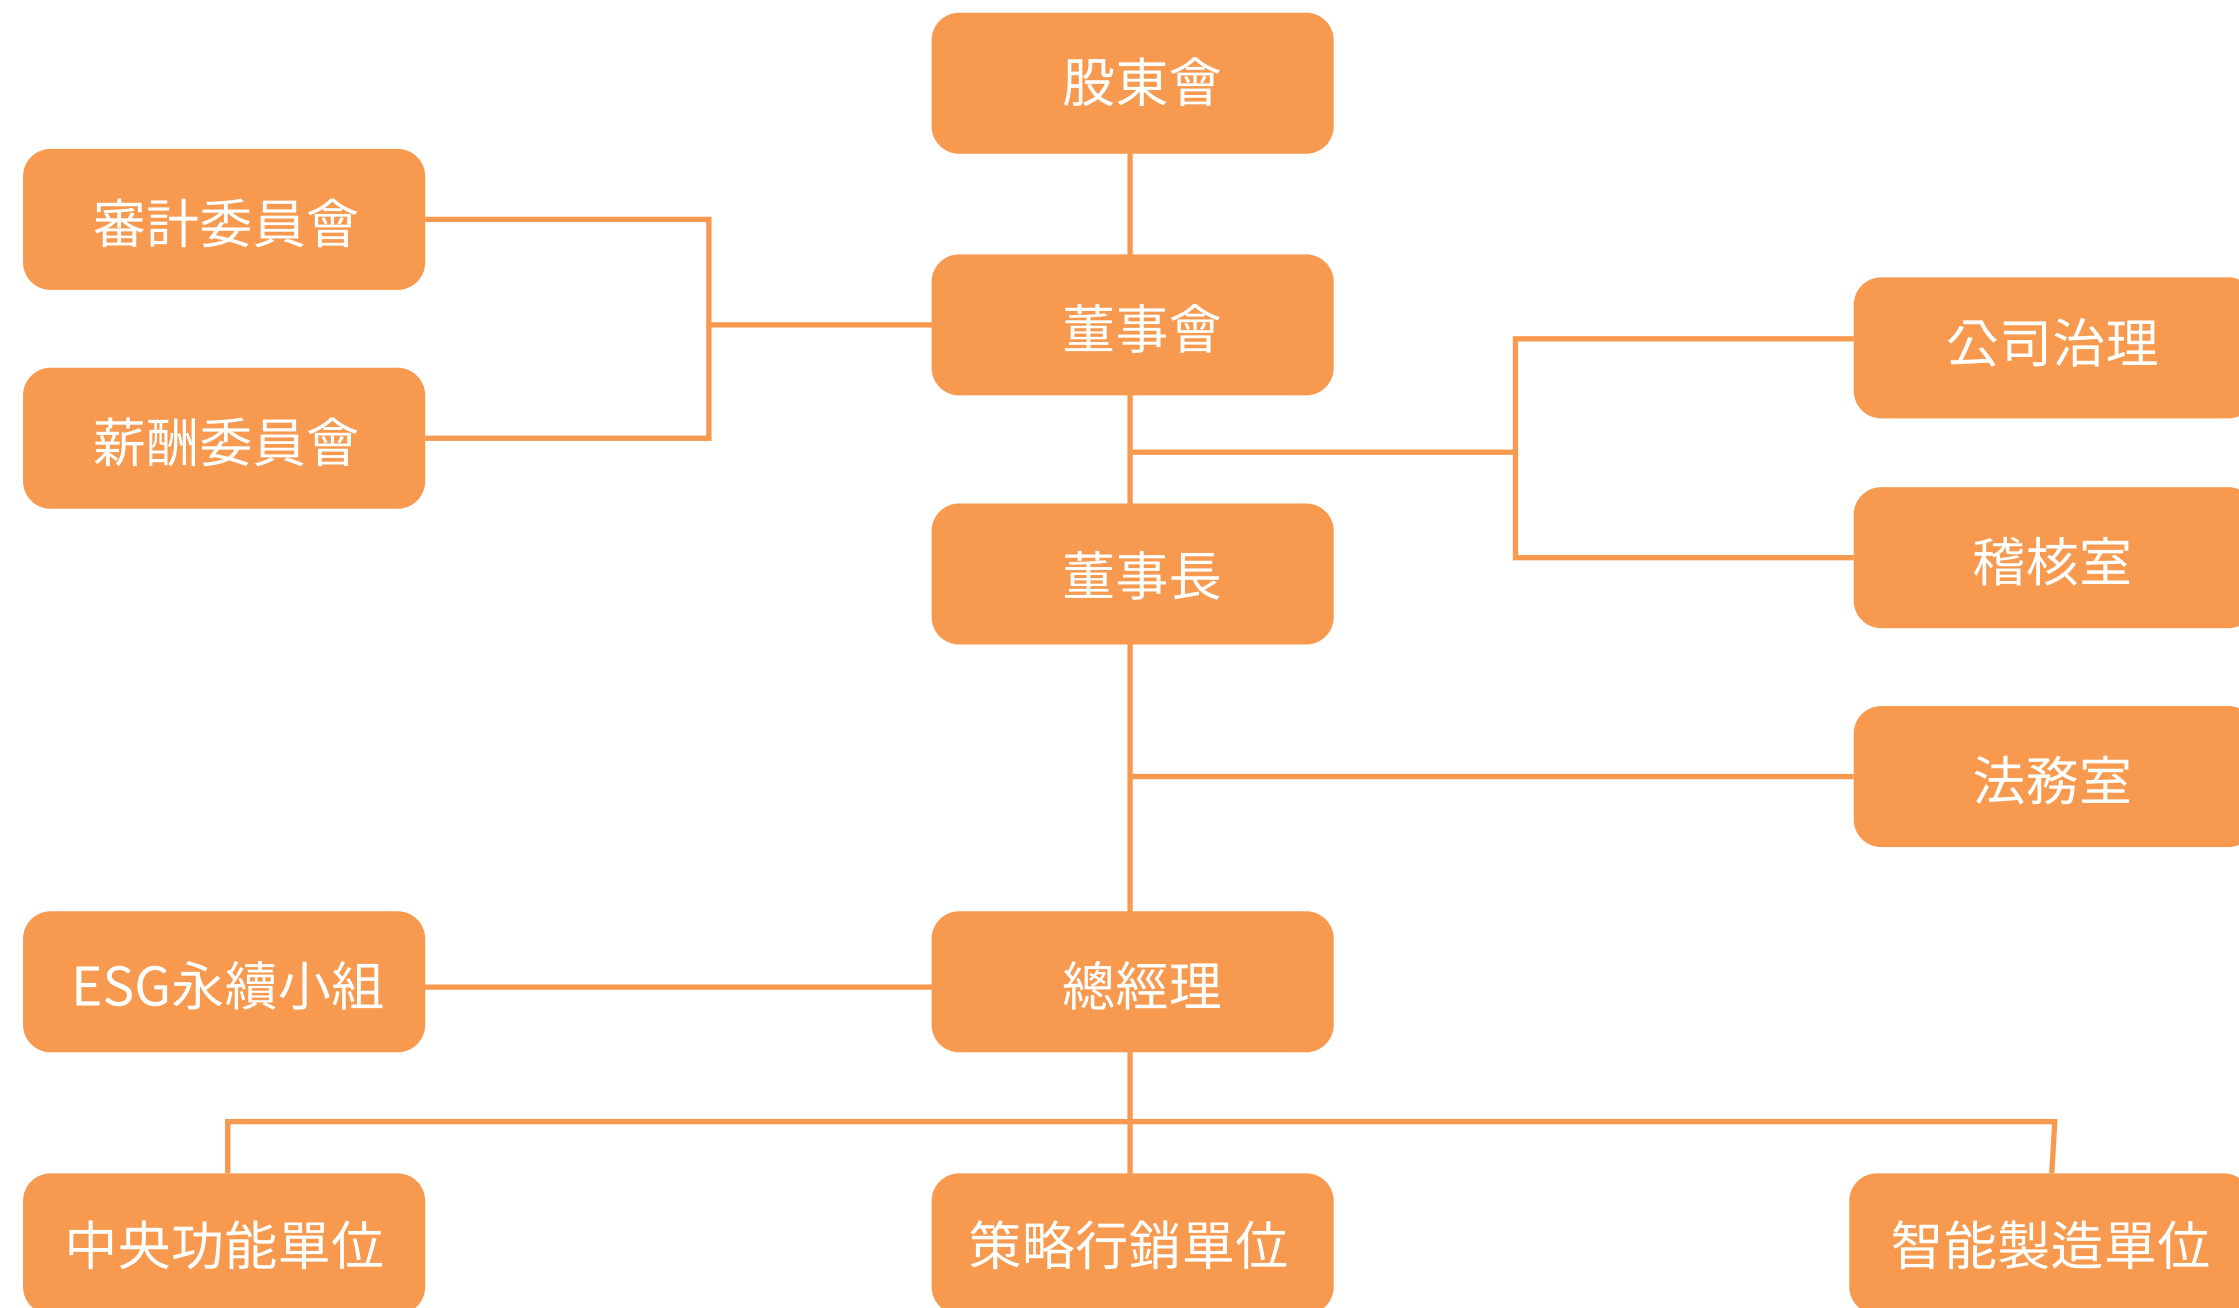 股東會
審計委員會
董事會
公司治理
薪酬委員會
稽核室
董事長
法務室
ESG永續小組
總經理
中央功能單位
策略行銷單位
智能製造單位